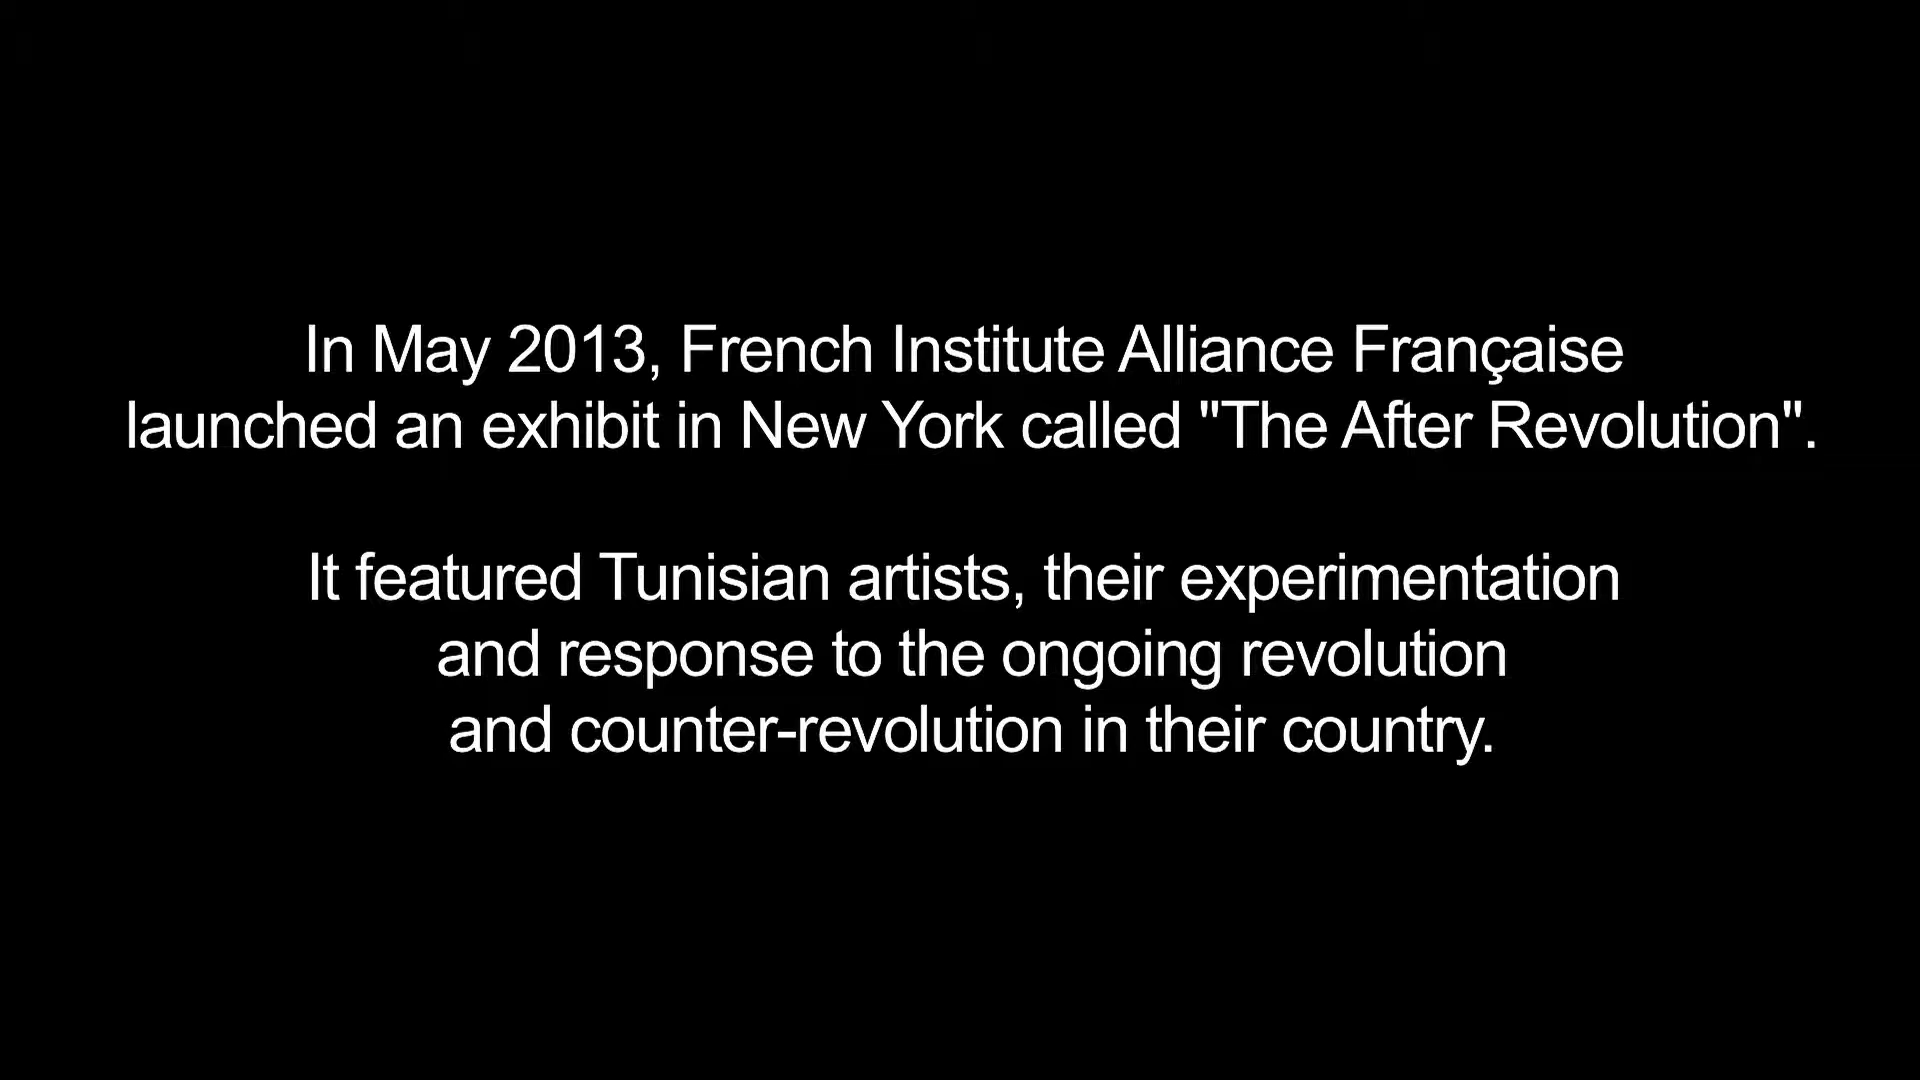 In May 2013, French Institute Alliance Française
launched an exhibit in New York called "The After Revolution".
It featured Tunisian artists, their experimentation
and response to the ongoing revolution
and counter-revolution in their country.